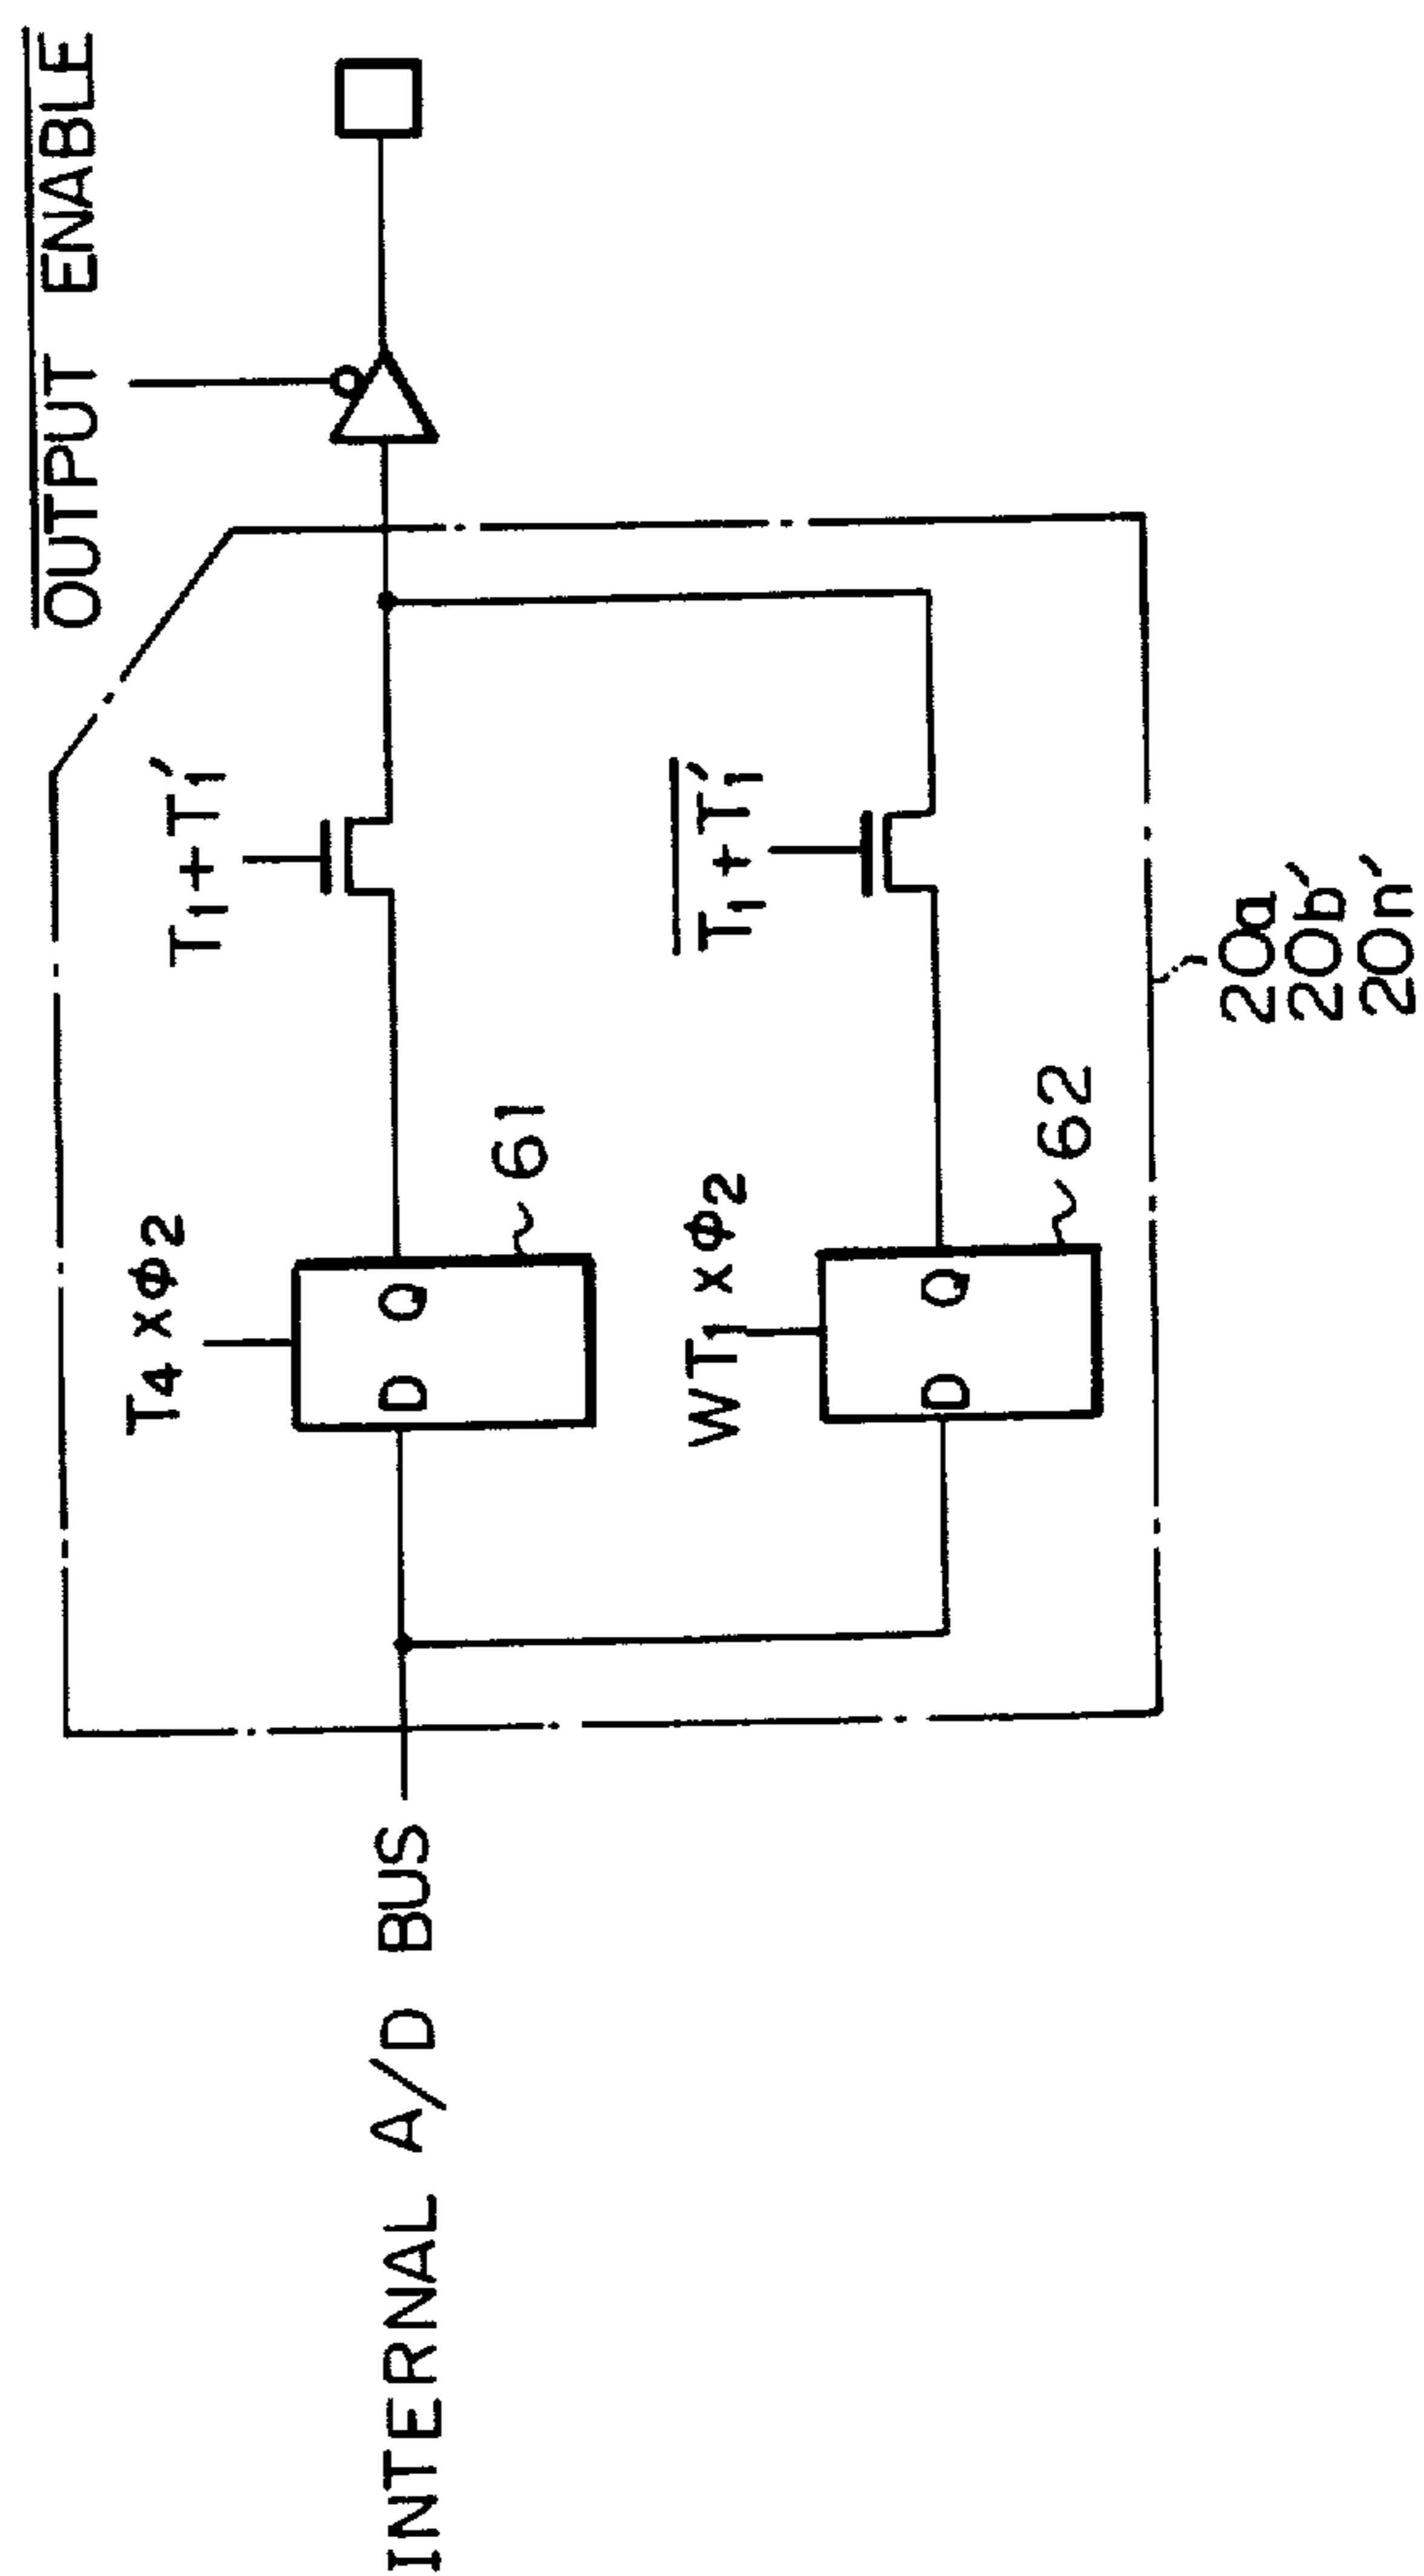 OUTPUT ENABLE
T₁+T₁′
T₄×Φ₂
D Q
61
T₁+T₁′
WT₁×Φ₂
D Q
62
INTERNAL A/D BUS
20a
20b′
20n′